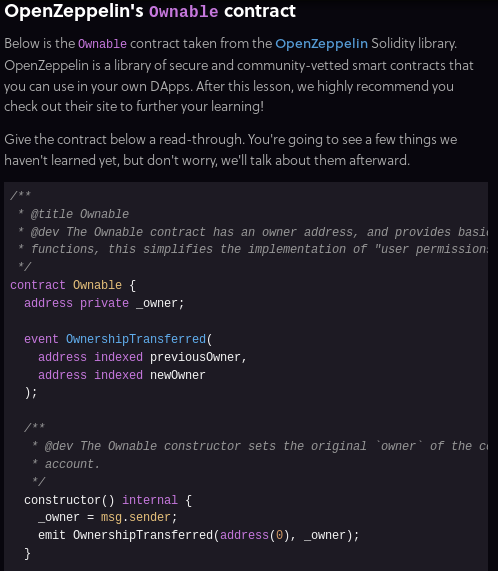 OpenZeppelin's Ownable contract
Below is the Ownable contract taken from the OpenZeppelin Solidity library.
OpenZeppelin is a library of secure and community-vetted smart contracts that
you can use in your own DApps. After this lesson, we highly recommend you
check out their site to further your learning!
Give the contract below a read-through. You're going to see a few things we
haven't learned yet, but don't worry, we'll talk about them afterward.
/**
 * @title Ownable
 * @dev The Ownable contract has an owner address, and provides basic
 * functions, this simplifies the implementation of "user permissions
 */
contract Ownable {
  address private _owner;
  event OwnershipTransferred(
    address indexed previousOwner,
    address indexed newOwner
  );
  /**
   * @dev The Ownable constructor sets the original `owner` of the co
   * account.
   */
  constructor() internal {
    _owner = msg.sender;
    emit OwnershipTransferred(address(0), _owner);
  }